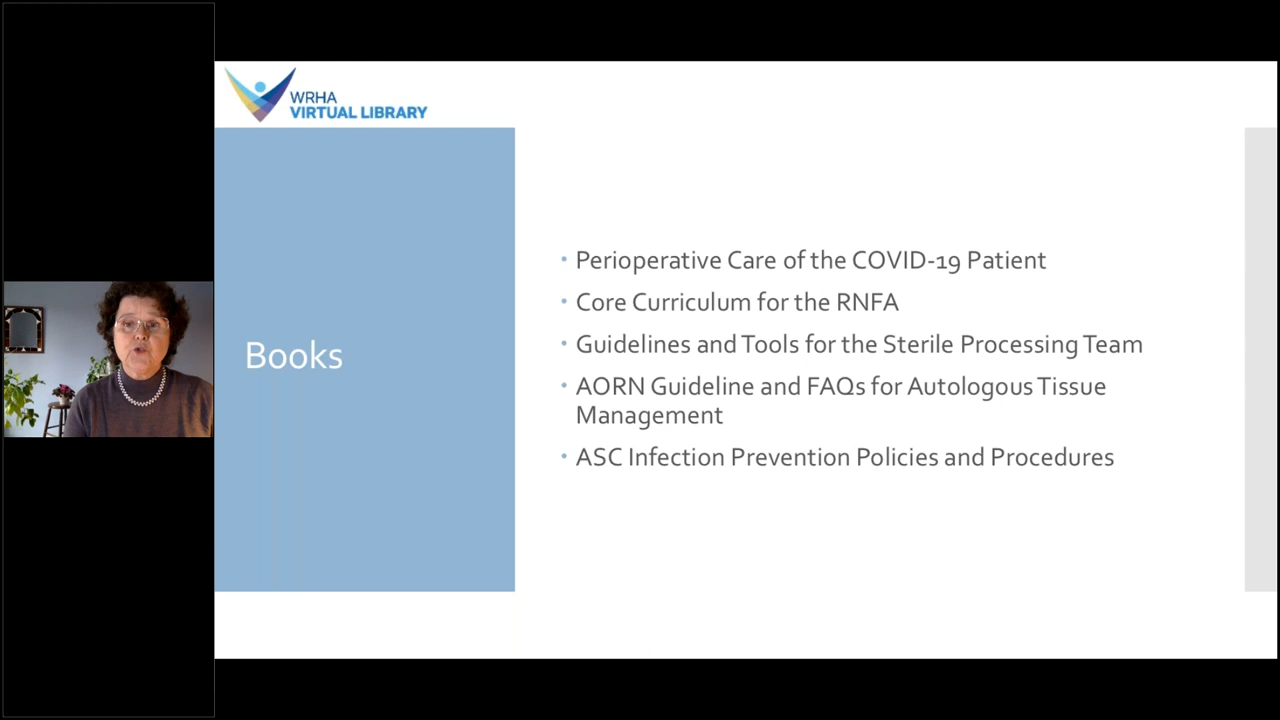 WRHA
VIRTUAL LIBRARY
Books
• Perioperative Care of the COVID-19 Patient
• Core Curriculum for the RNFA
• Guidelines and Tools for the Sterile Processing Team
• AORN Guideline and FAQs for Autologous Tissue
Management
• ASC Infection Prevention Policies and Procedures